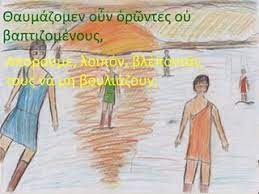 Θαυμάζομεν οὖν ὁρῶντες οὐ
βαπτιζομένους,
Απορούμε, λοιπόν, βλέποντάς
τους να μη βουλιάζουν,